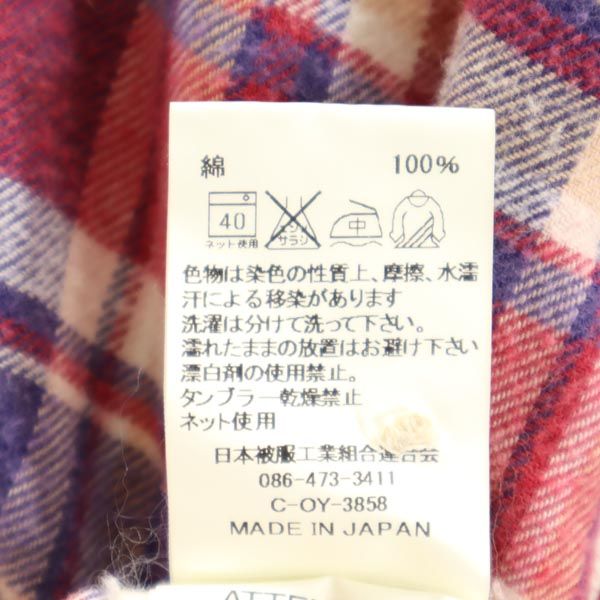 綿 100%
40
ネット使用
エンソ
サラシ
中
色物は染色の性質上、摩擦、水濡
汗による移染があります
洗濯は分けて洗って下さい。
濡れたままの放置はお避け下さい
漂白剤の使用禁止。
タンブラー乾燥禁止
ネット使用
日本被服工業組合連合会
086-473-3411
C-OY-3858
MADE IN JAPAN